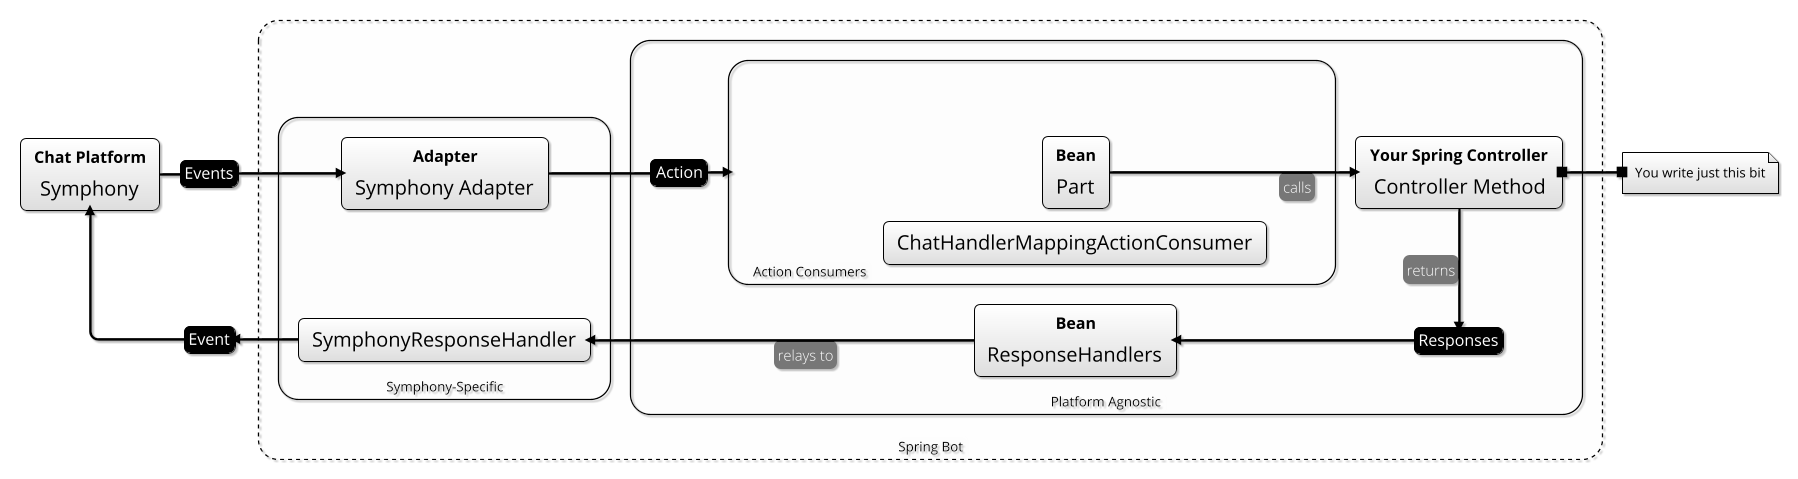 Chat Platform
Symphony
Events
Adapter
Symphony Adapter
Action
Bean
Part
calls
Your Spring Controller
Controller Method
You write just this bit
ChatHandlerMappingActionConsumer
Action Consumers
returns
Event
SymphonyResponseHandler
relays to
Bean
ResponseHandlers
Responses
Symphony-Specific
Platform Agnostic
Spring Bot